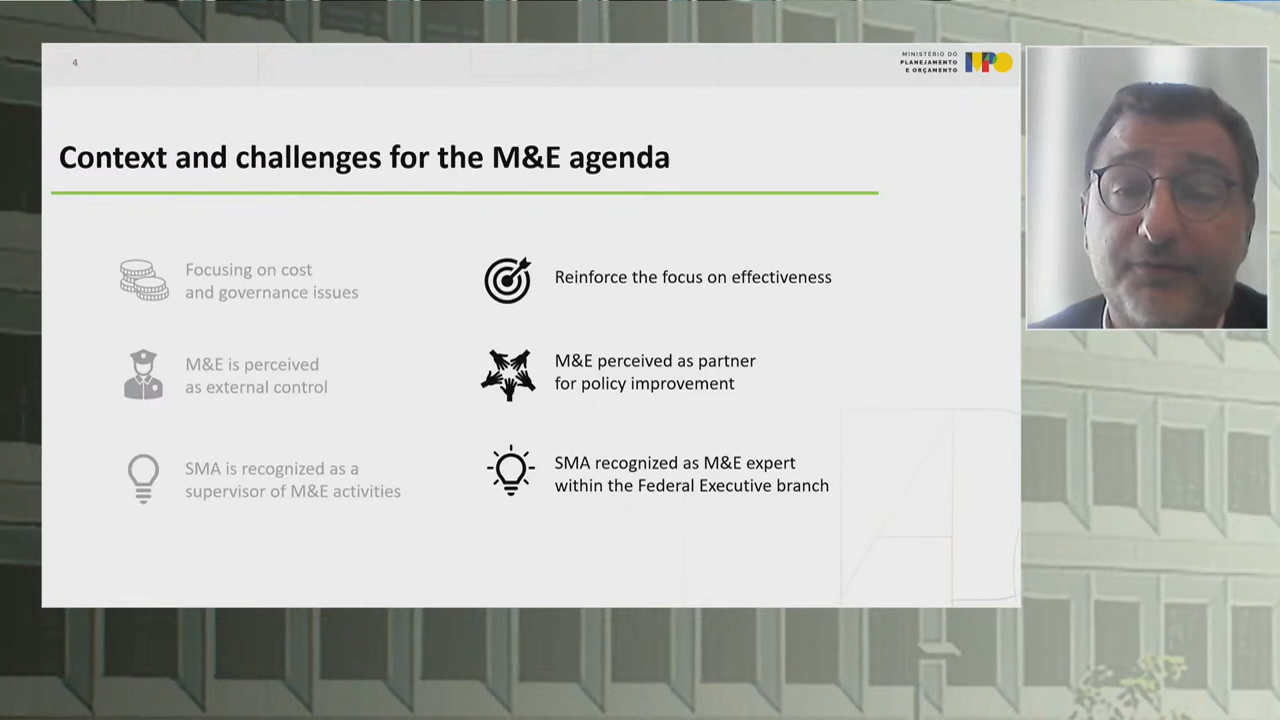 4
MINISTÉRIO DO
PLANEJAMENTO
E ORÇAMENTO
MPO
Context and challenges for the M&E agenda
Focusing on cost
and governance issues
Reinforce the focus on effectiveness
M&E is perceived
as external control
M&E perceived as partner
for policy improvement
SMA is recognized as a
supervisor of M&E activities
SMA recognized as M&E expert
within the Federal Executive branch